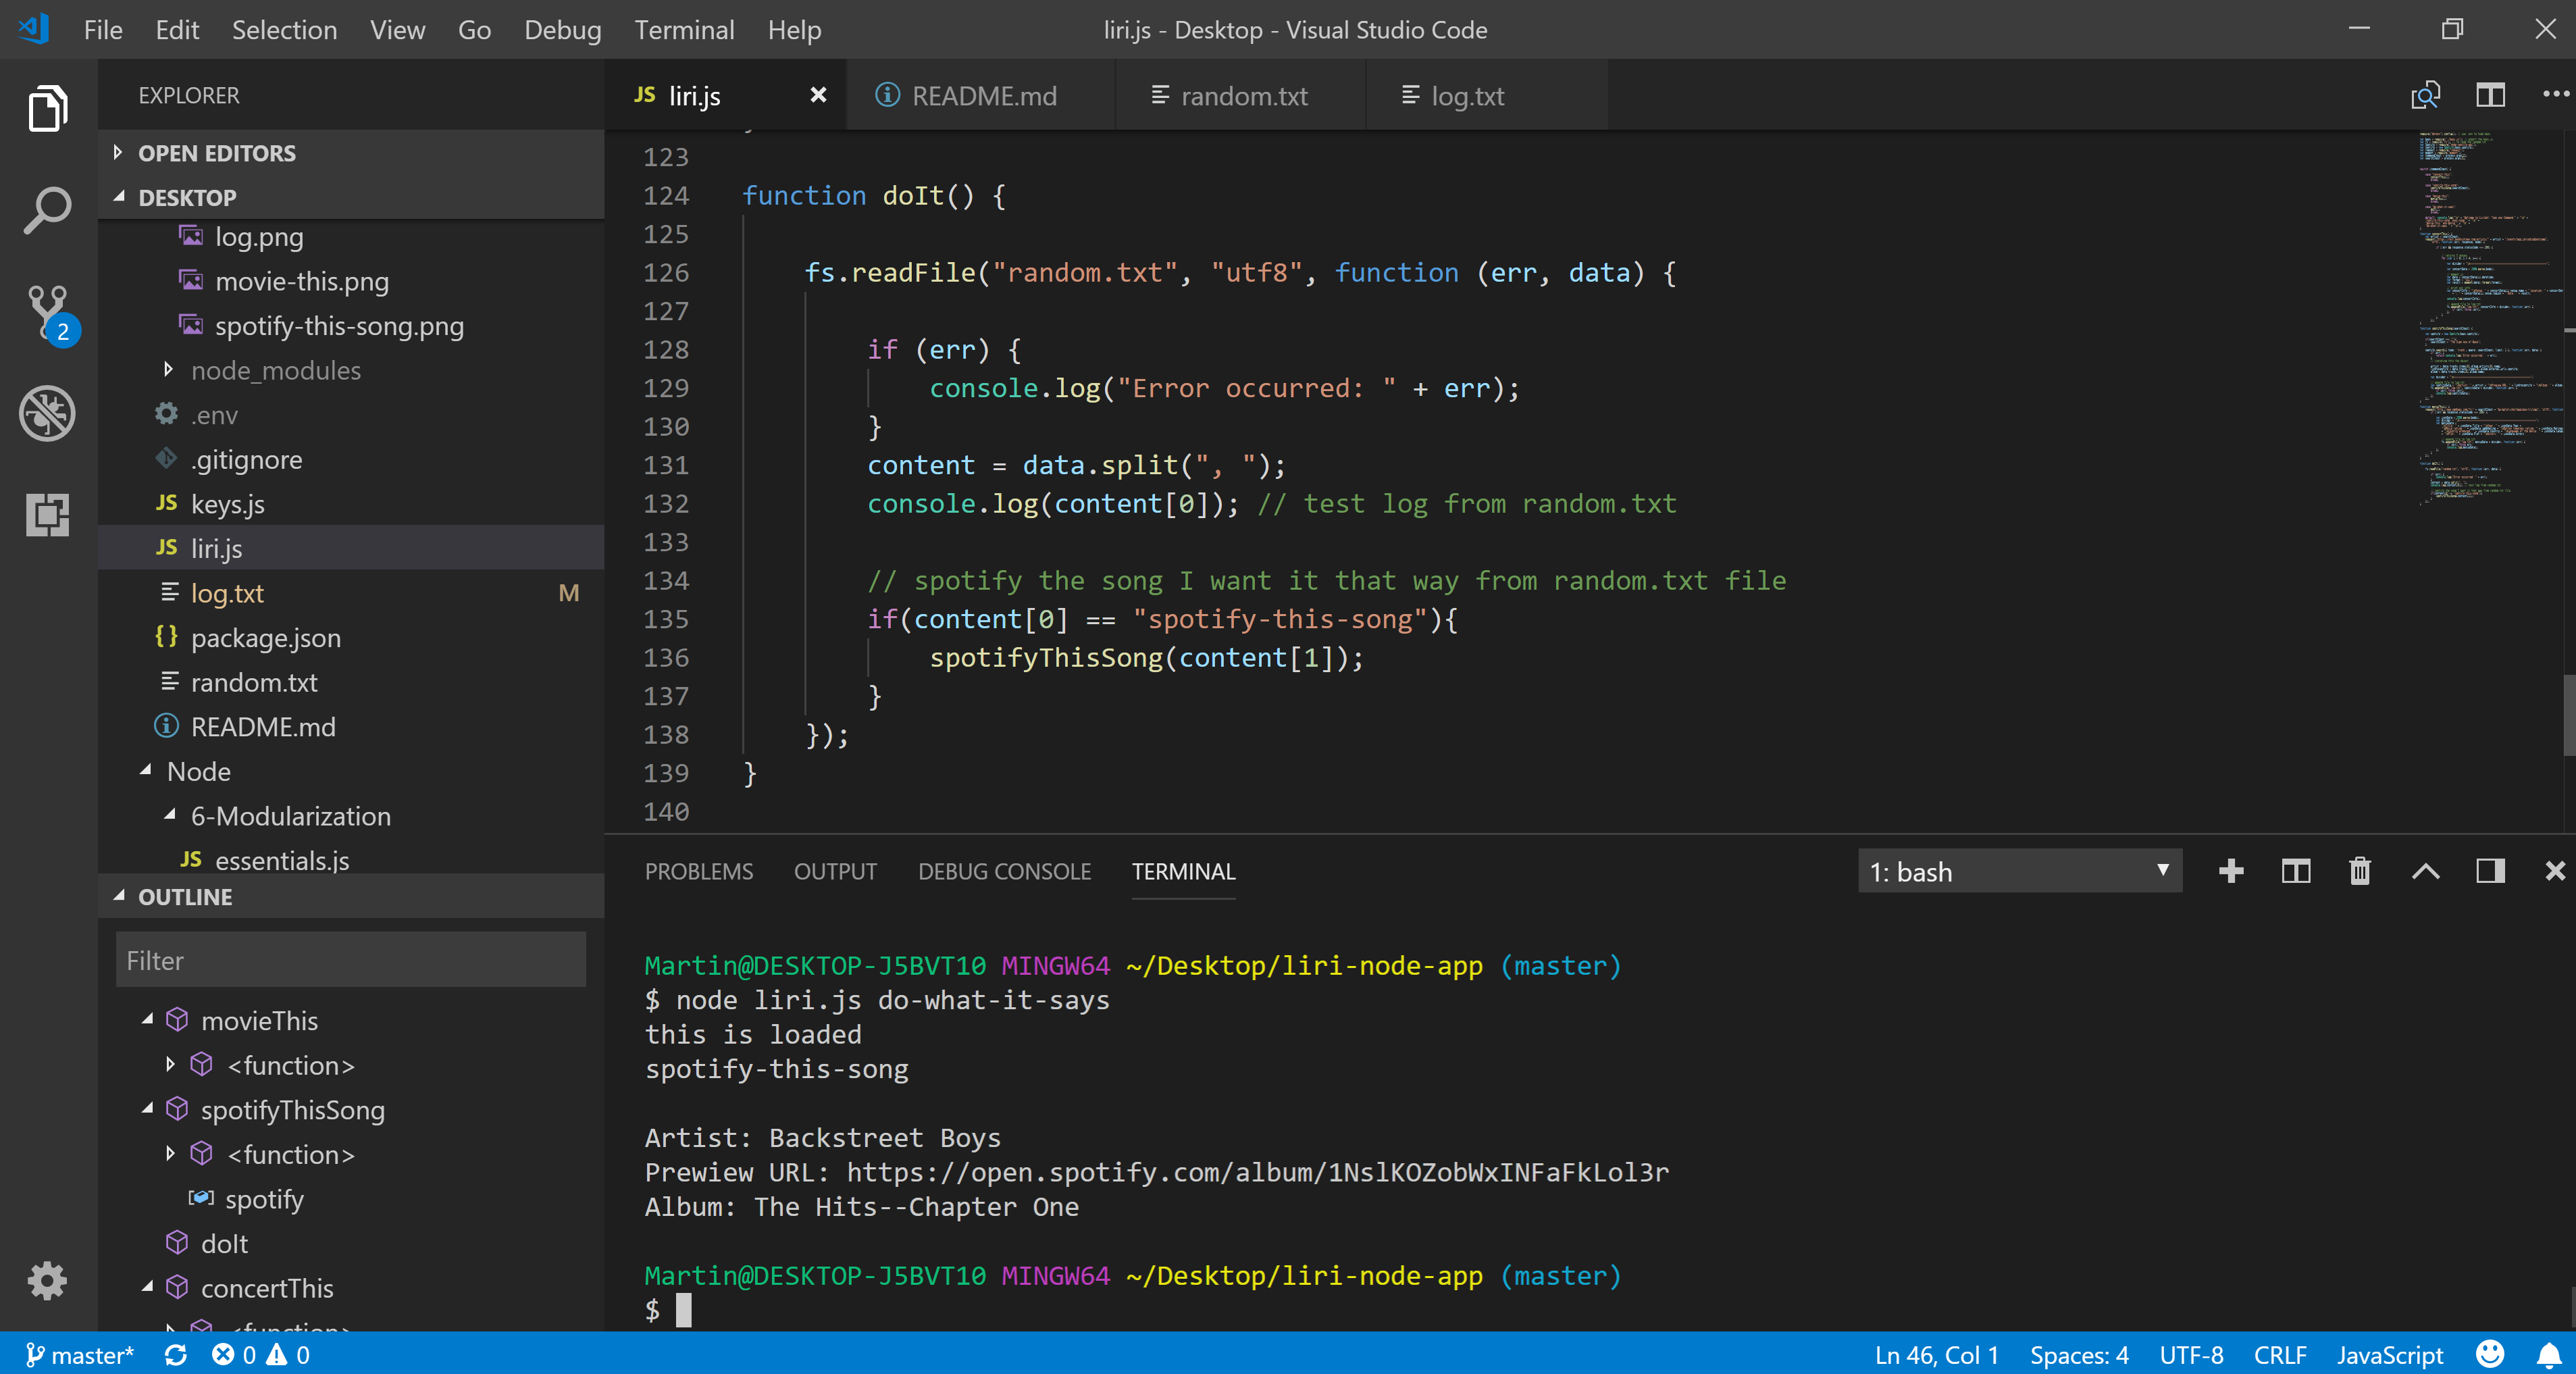 File Edit Selection View Go Debug Terminal Help
liri.js - Desktop - Visual Studio Code
EXPLORER
OPEN EDITORS
DESKTOP
log.png
movie-this.png
spotify-this-song.png
node_modules
.env
.gitignore
JS keys.js
JS liri.js
log.txt M
{} package.json
random.txt
README.md
Node
6-Modularization
JS essentials.js
OUTLINE
Filter
movieThis
<function>
spotifyThisSong
<function>
spotify
doIt
concertThis
<function>
2
JS liri.js README.md random.txt log.txt
123
124 function doIt() {
125
126 fs.readFile("random.txt", "utf8", function (err, data) {
127
128 if (err) {
129 console.log("Error occurred: " + err);
130 }
131 content = data.split(", ");
132 console.log(content[0]); // test log from random.txt
133
134 // spotify the song I want it that way from random.txt file
135 if(content[0] == "spotify-this-song"){
136 spotifyThisSong(content[1]);
137 }
138 });
139 }
140
PROBLEMS OUTPUT DEBUG CONSOLE TERMINAL 1: bash
Martin@DESKTOP-J5BVT10 MINGW64 ~/Desktop/liri-node-app (master)
$ node liri.js do-what-it-says
this is loaded
spotify-this-song
Artist: Backstreet Boys
Prewiew URL: https://open.spotify.com/album/1NslKOZobWxINFaFkLol3r
Album: The Hits--Chapter One
Martin@DESKTOP-J5BVT10 MINGW64 ~/Desktop/liri-node-app (master)
$
master* 0 0 Ln 46, Col 1 Spaces: 4 UTF-8 CRLF JavaScript